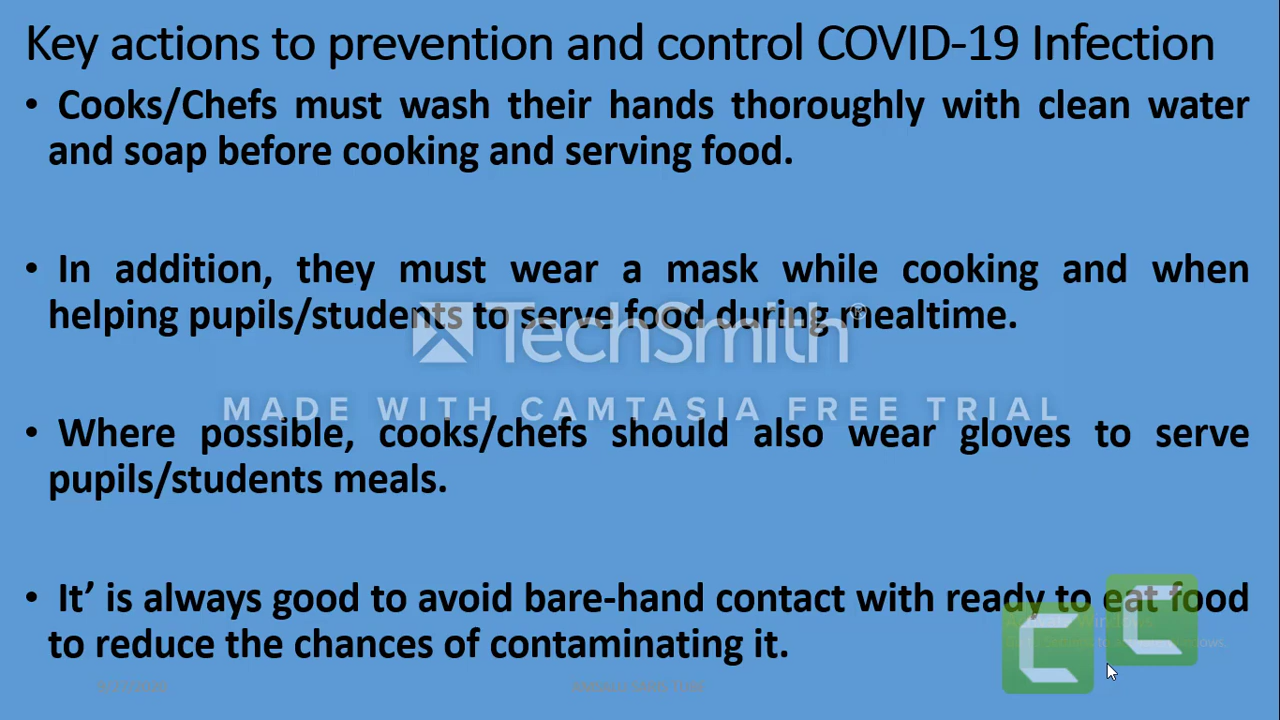 Key actions to prevention and control COVID-19 Infection
• Cooks/Chefs must wash their hands thoroughly with clean water
and soap before cooking and serving food.
• In addition, they must wear a mask while cooking and when
helping pupils/students to serve food during mealtime.
TechSmith®
MADE WITH CAMTASIA FREE TRIAL
• Where possible, cooks/chefs should also wear gloves to serve
pupils/students meals.
• It’ is always good to avoid bare-hand contact with ready to eat food
to reduce the chances of contaminating it.